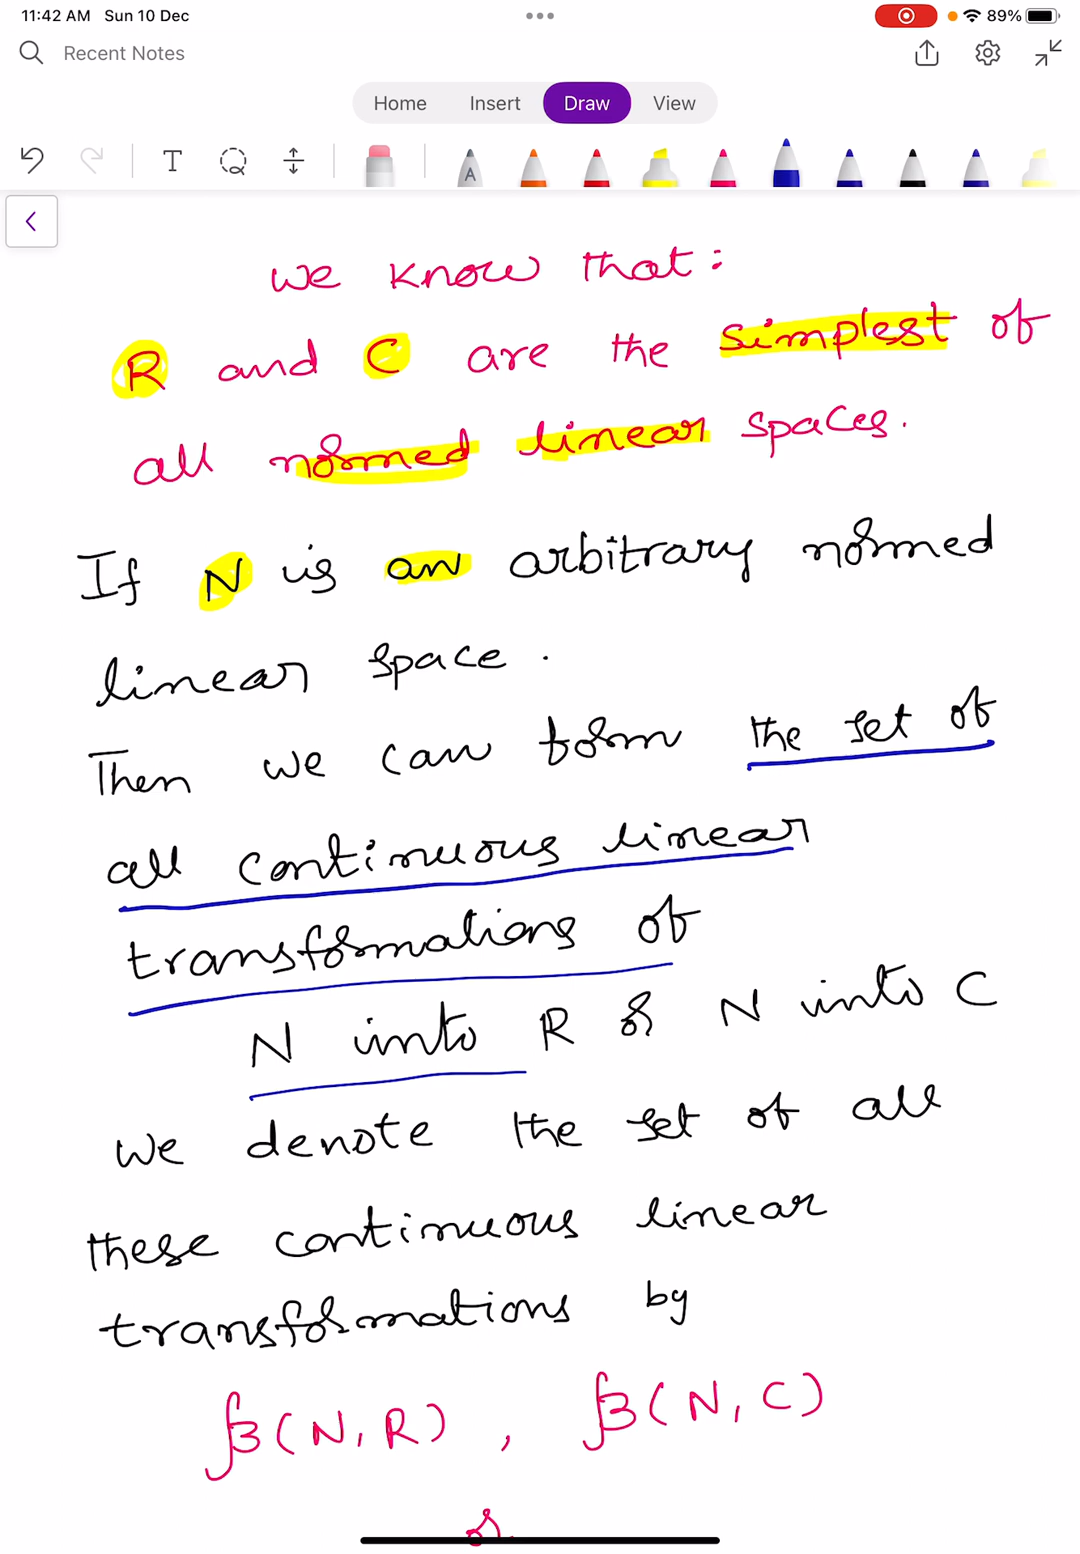 11:42 AM Sun 10 Dec
89%
Recent Notes
Home Insert Draw View
T A
We know that:
R and C are the simplest of
all normed linear spaces.
If N is an arbitrary normed
linear space.
Then we can form the set of
all continuous linear
transformations of
N into R or N into C
We denote the set of all
these continuous linear
transformations by
ℬ(N, R), ℬ(N, C)
or